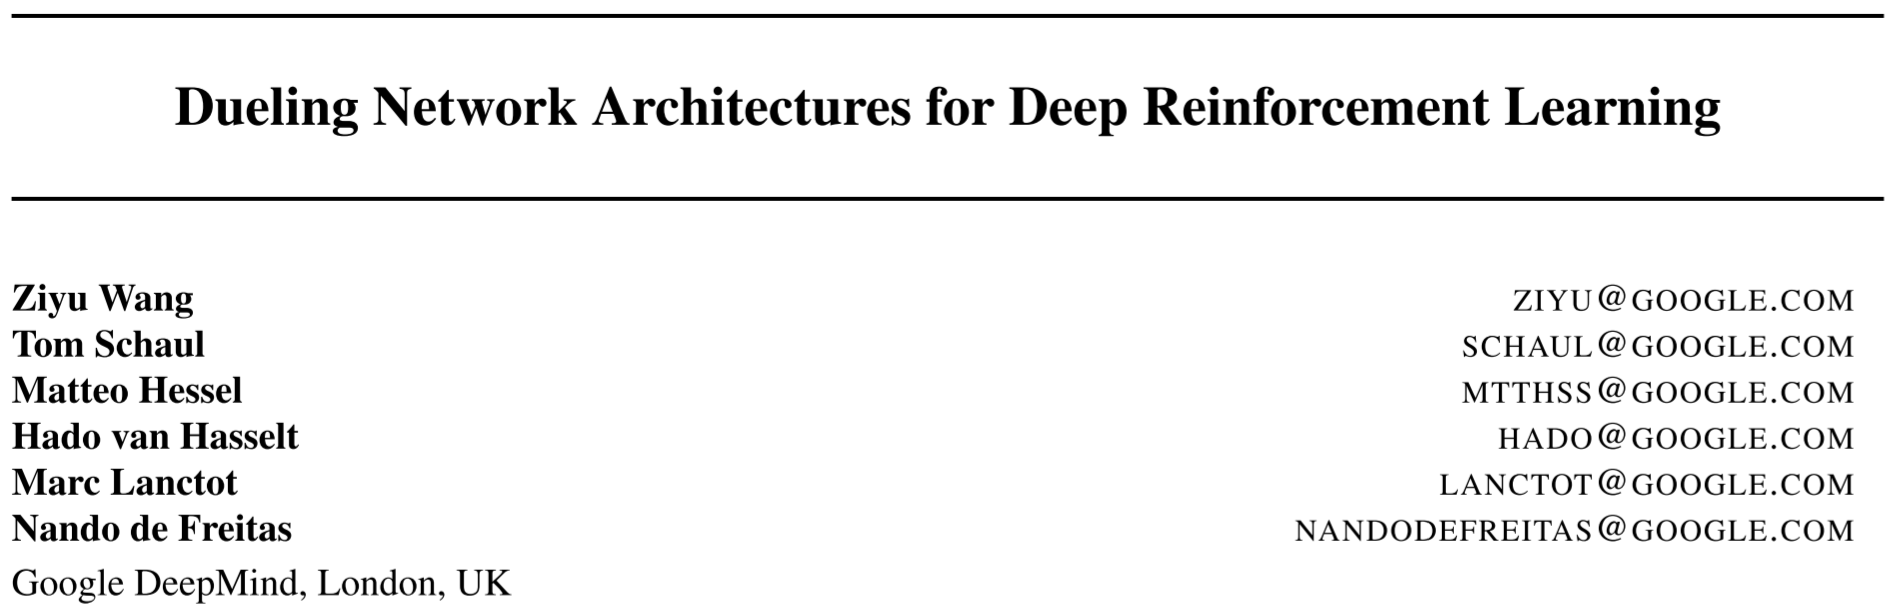 Dueling Network Architectures for Deep Reinforcement Learning
Ziyu Wang ZIYU@GOOGLE.COM
Tom Schaul SCHAUL@GOOGLE.COM
Matteo Hessel MTTHSS@GOOGLE.COM
Hado van Hasselt HADO@GOOGLE.COM
Marc Lanctot LANCTOT@GOOGLE.COM
Nando de Freitas NANDODEFREITAS@GOOGLE.COM
Google DeepMind, London, UK